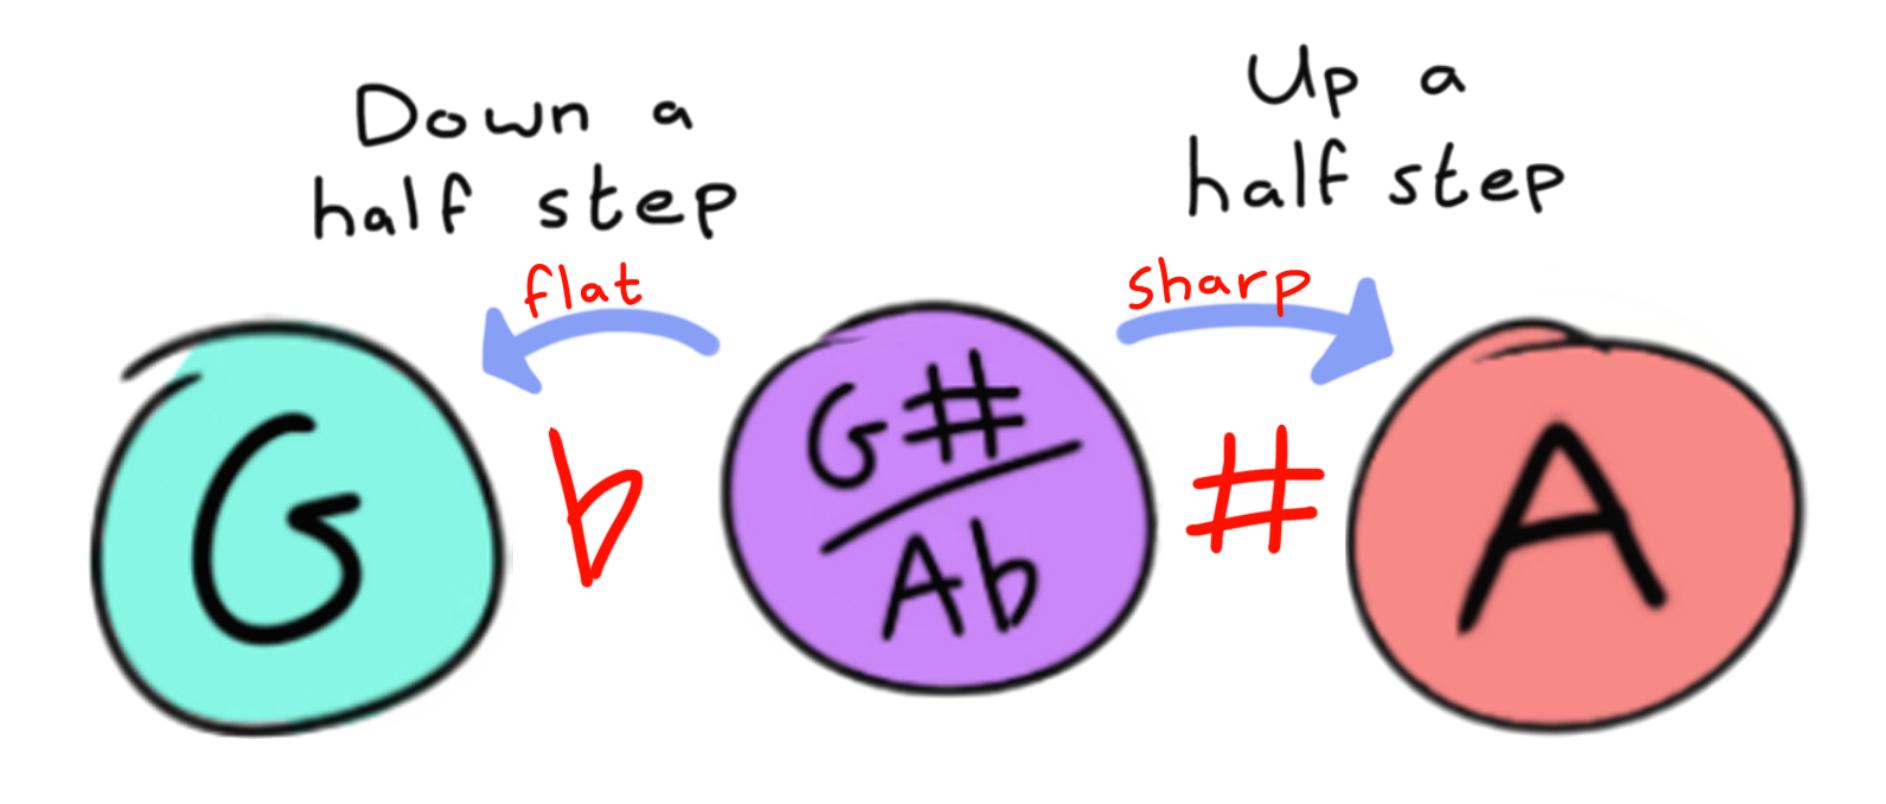 Down a
half step
flat
Up a
half step
sharp
G
b
G#
Ab
#
A